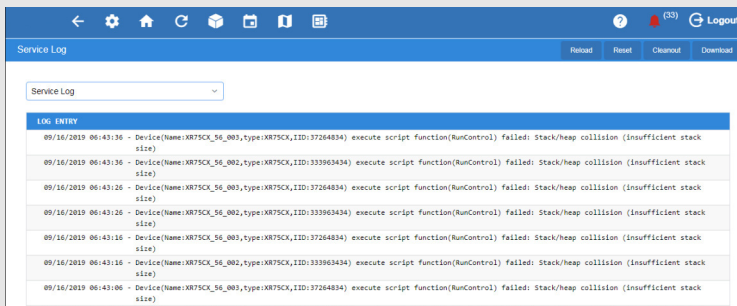 (33) Logout
Service Log Reload Reset Cleanout Download
Service Log
LOG ENTRY
09/16/2019 06:43:36 - Device(Name:XR75CX_56_003,type:XR75CX,IID:37264834) execute script function(RunControl) failed: Stack/heap collision (insufficient stack
size)
09/16/2019 06:43:36 - Device(Name:XR75CX_56_002,type:XR75CX,IID:333963434) execute script function(RunControl) failed: Stack/heap collision (insufficient stack
size)
09/16/2019 06:43:26 - Device(Name:XR75CX_56_003,type:XR75CX,IID:37264834) execute script function(RunControl) failed: Stack/heap collision (insufficient stack
size)
09/16/2019 06:43:26 - Device(Name:XR75CX_56_002,type:XR75CX,IID:333963434) execute script function(RunControl) failed: Stack/heap collision (insufficient stack
size)
09/16/2019 06:43:16 - Device(Name:XR75CX_56_003,type:XR75CX,IID:37264834) execute script function(RunControl) failed: Stack/heap collision (insufficient stack
size)
09/16/2019 06:43:16 - Device(Name:XR75CX_56_002,type:XR75CX,IID:333963434) execute script function(RunControl) failed: Stack/heap collision (insufficient stack
size)
09/16/2019 06:43:06 - Device(Name:XR75CX_56_003,type:XR75CX,IID:37264834) execute script function(RunControl) failed: Stack/heap collision (insufficient stack
size)